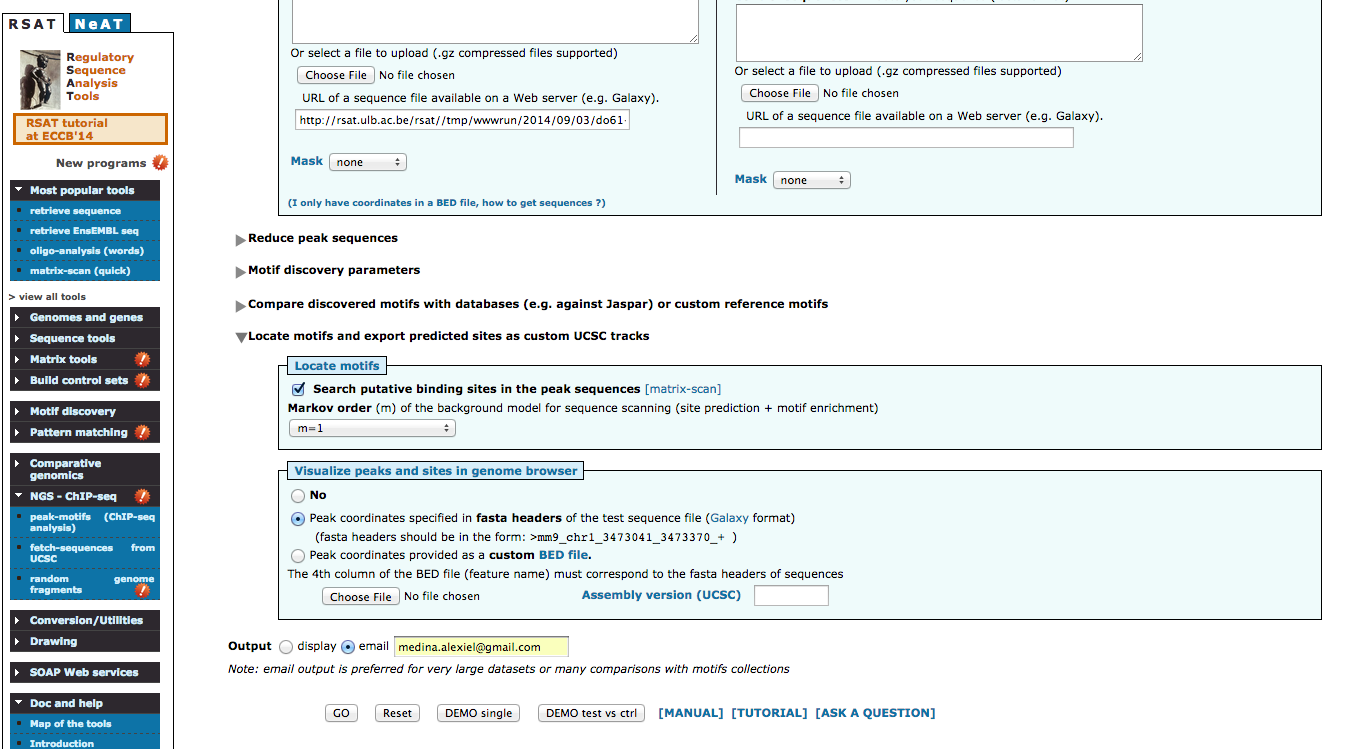 RSAT NeAT
Regulatory
Sequence
Analysis
Tools
RSAT tutorial
at ECCB'14
New programs
Most popular tools
retrieve sequence
retrieve EnsEMBL seq
oligo-analysis (words)
matrix-scan (quick)
> view all tools
Genomes and genes
Sequence tools
Matrix tools
Build control sets
Motif discovery
Pattern matching
Comparative
genomics
NGS - ChIP-seq
peak-motifs (ChIP-seq
analysis)
fetch-sequences from
UCSC
random genome
fragments
Conversion/Utilities
Drawing
SOAP Web services
Doc and help
Map of the tools
Introduction
Or select a file to upload (.gz compressed files supported)
Choose File No file chosen
URL of a sequence file available on a Web server (e.g. Galaxy).
http://rsat.ulb.ac.be/rsat//tmp/wwwrun/2014/09/03/do61
Mask none
(I only have coordinates in a BED file, how to get sequences ?)
Or select a file to upload (.gz compressed files supported)
Choose File No file chosen
URL of a sequence file available on a Web server (e.g. Galaxy).
Mask none
Reduce peak sequences
Motif discovery parameters
Compare discovered motifs with databases (e.g. against Jaspar) or custom reference motifs
Locate motifs and export predicted sites as custom UCSC tracks
Locate motifs
Search putative binding sites in the peak sequences [matrix-scan]
Markov order (m) of the background model for sequence scanning (site prediction + motif enrichment)
m=1
Visualize peaks and sites in genome browser
No
Peak coordinates specified in fasta headers of the test sequence file (Galaxy format)
(fasta headers should be in the form: >mm9_chr1_3473041_3473370_+ )
Peak coordinates provided as a custom BED file.
The 4th column of the BED file (feature name) must correspond to the fasta headers of sequences
Choose File No file chosen Assembly version (UCSC)
Output display email medina.alexiel@gmail.com
Note: email output is preferred for very large datasets or many comparisons with motifs collections
GO Reset DEMO single DEMO test vs ctrl [MANUAL] [TUTORIAL] [ASK A QUESTION]